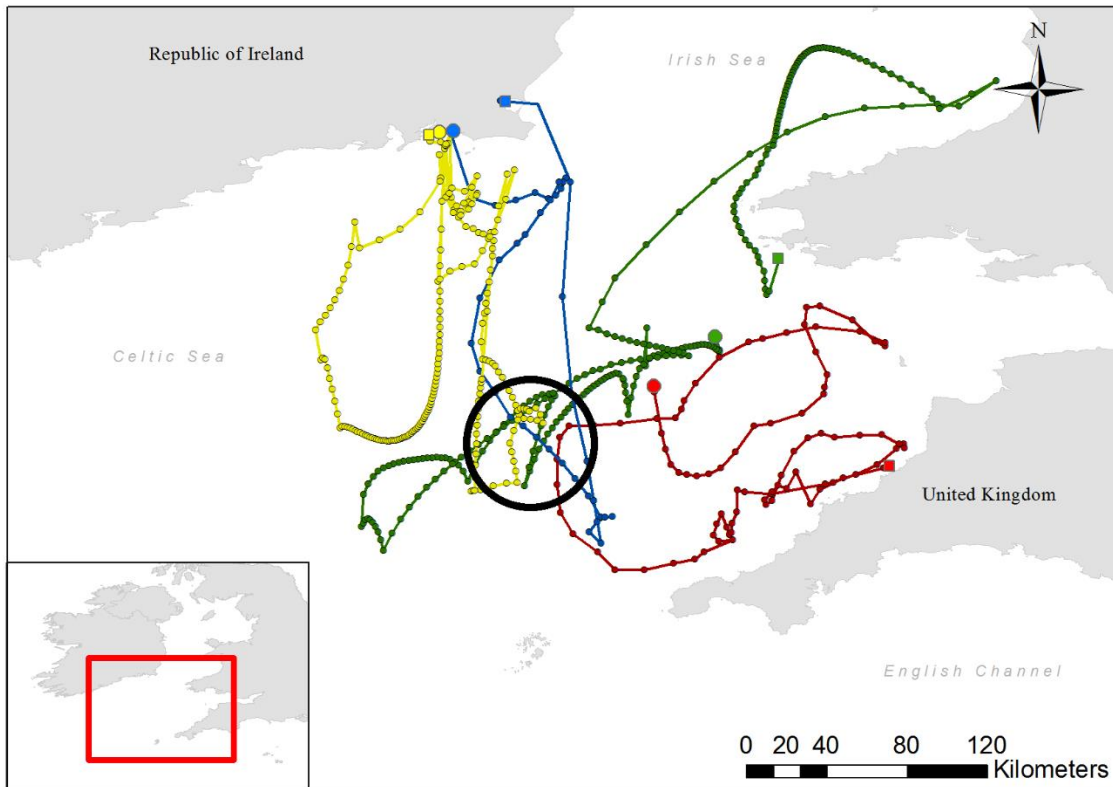 Republic of Ireland
Irish Sea
N
Celtic Sea
United Kingdom
English Channel
0 20 40 80 120
Kilometers